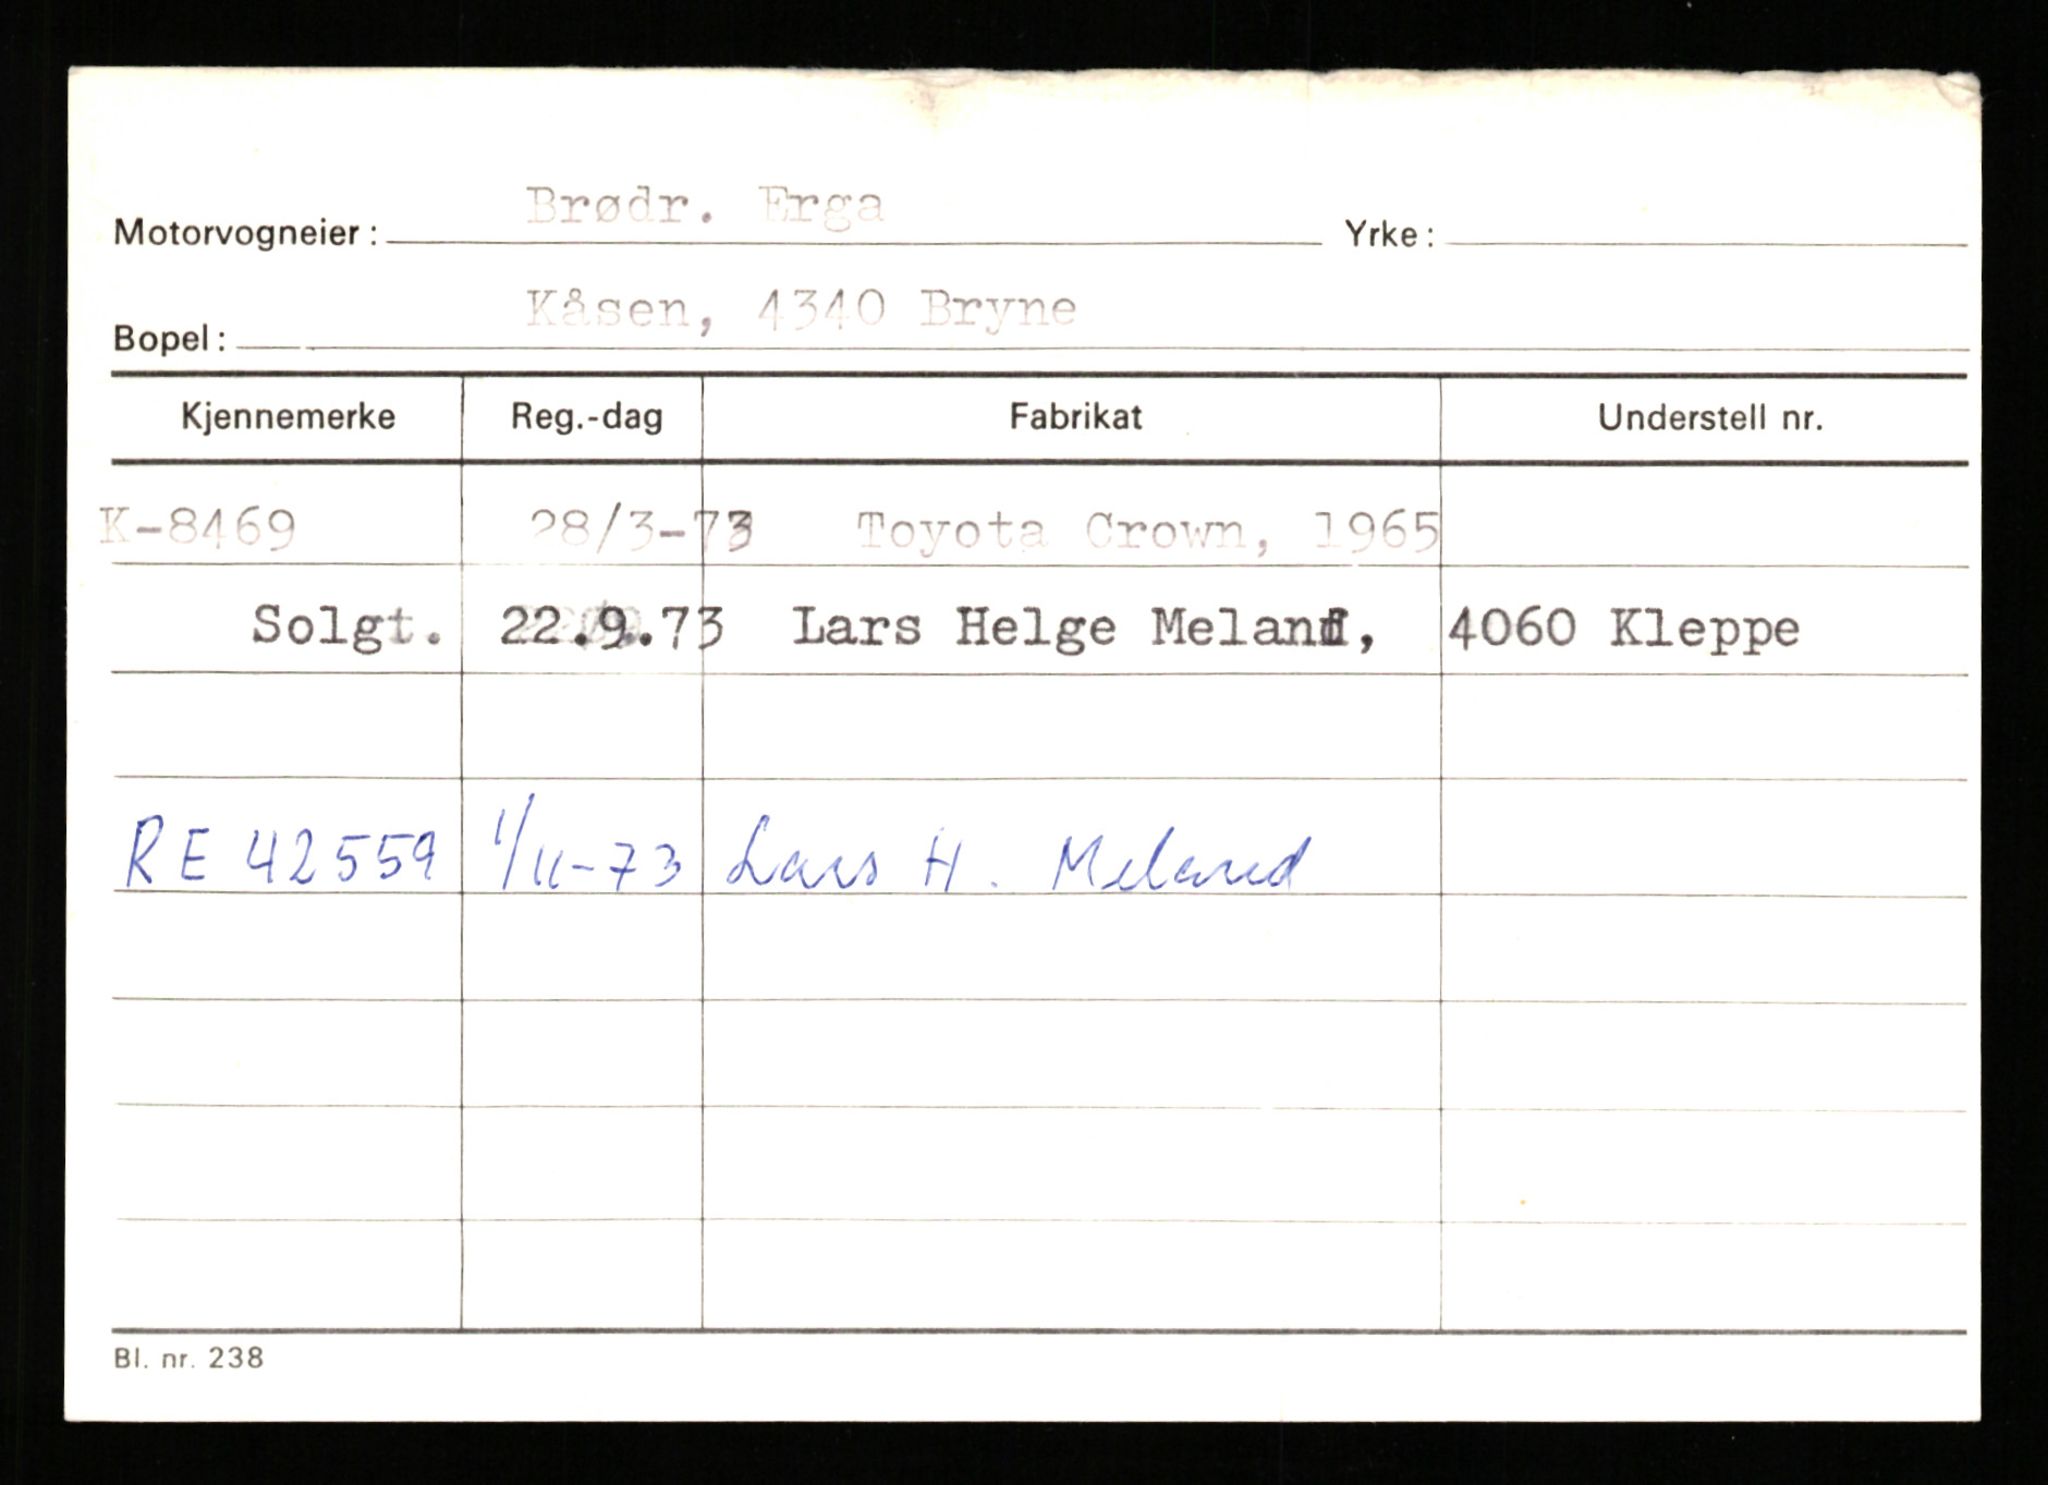 Motorvogneier: Brødr. Erga Yrke:
Bopel: Kåsen, 4340 Bryne
Kjennemerke Reg.-dag Fabrikat Understell nr.
K-8469 28/3-73 Toyota Crown, 1965
Solgt. 22.9.73 Lars Helge Meland, 4060 Kleppe
RE 42559 1/11-73 Lars H. Meland
Bl. nr. 238